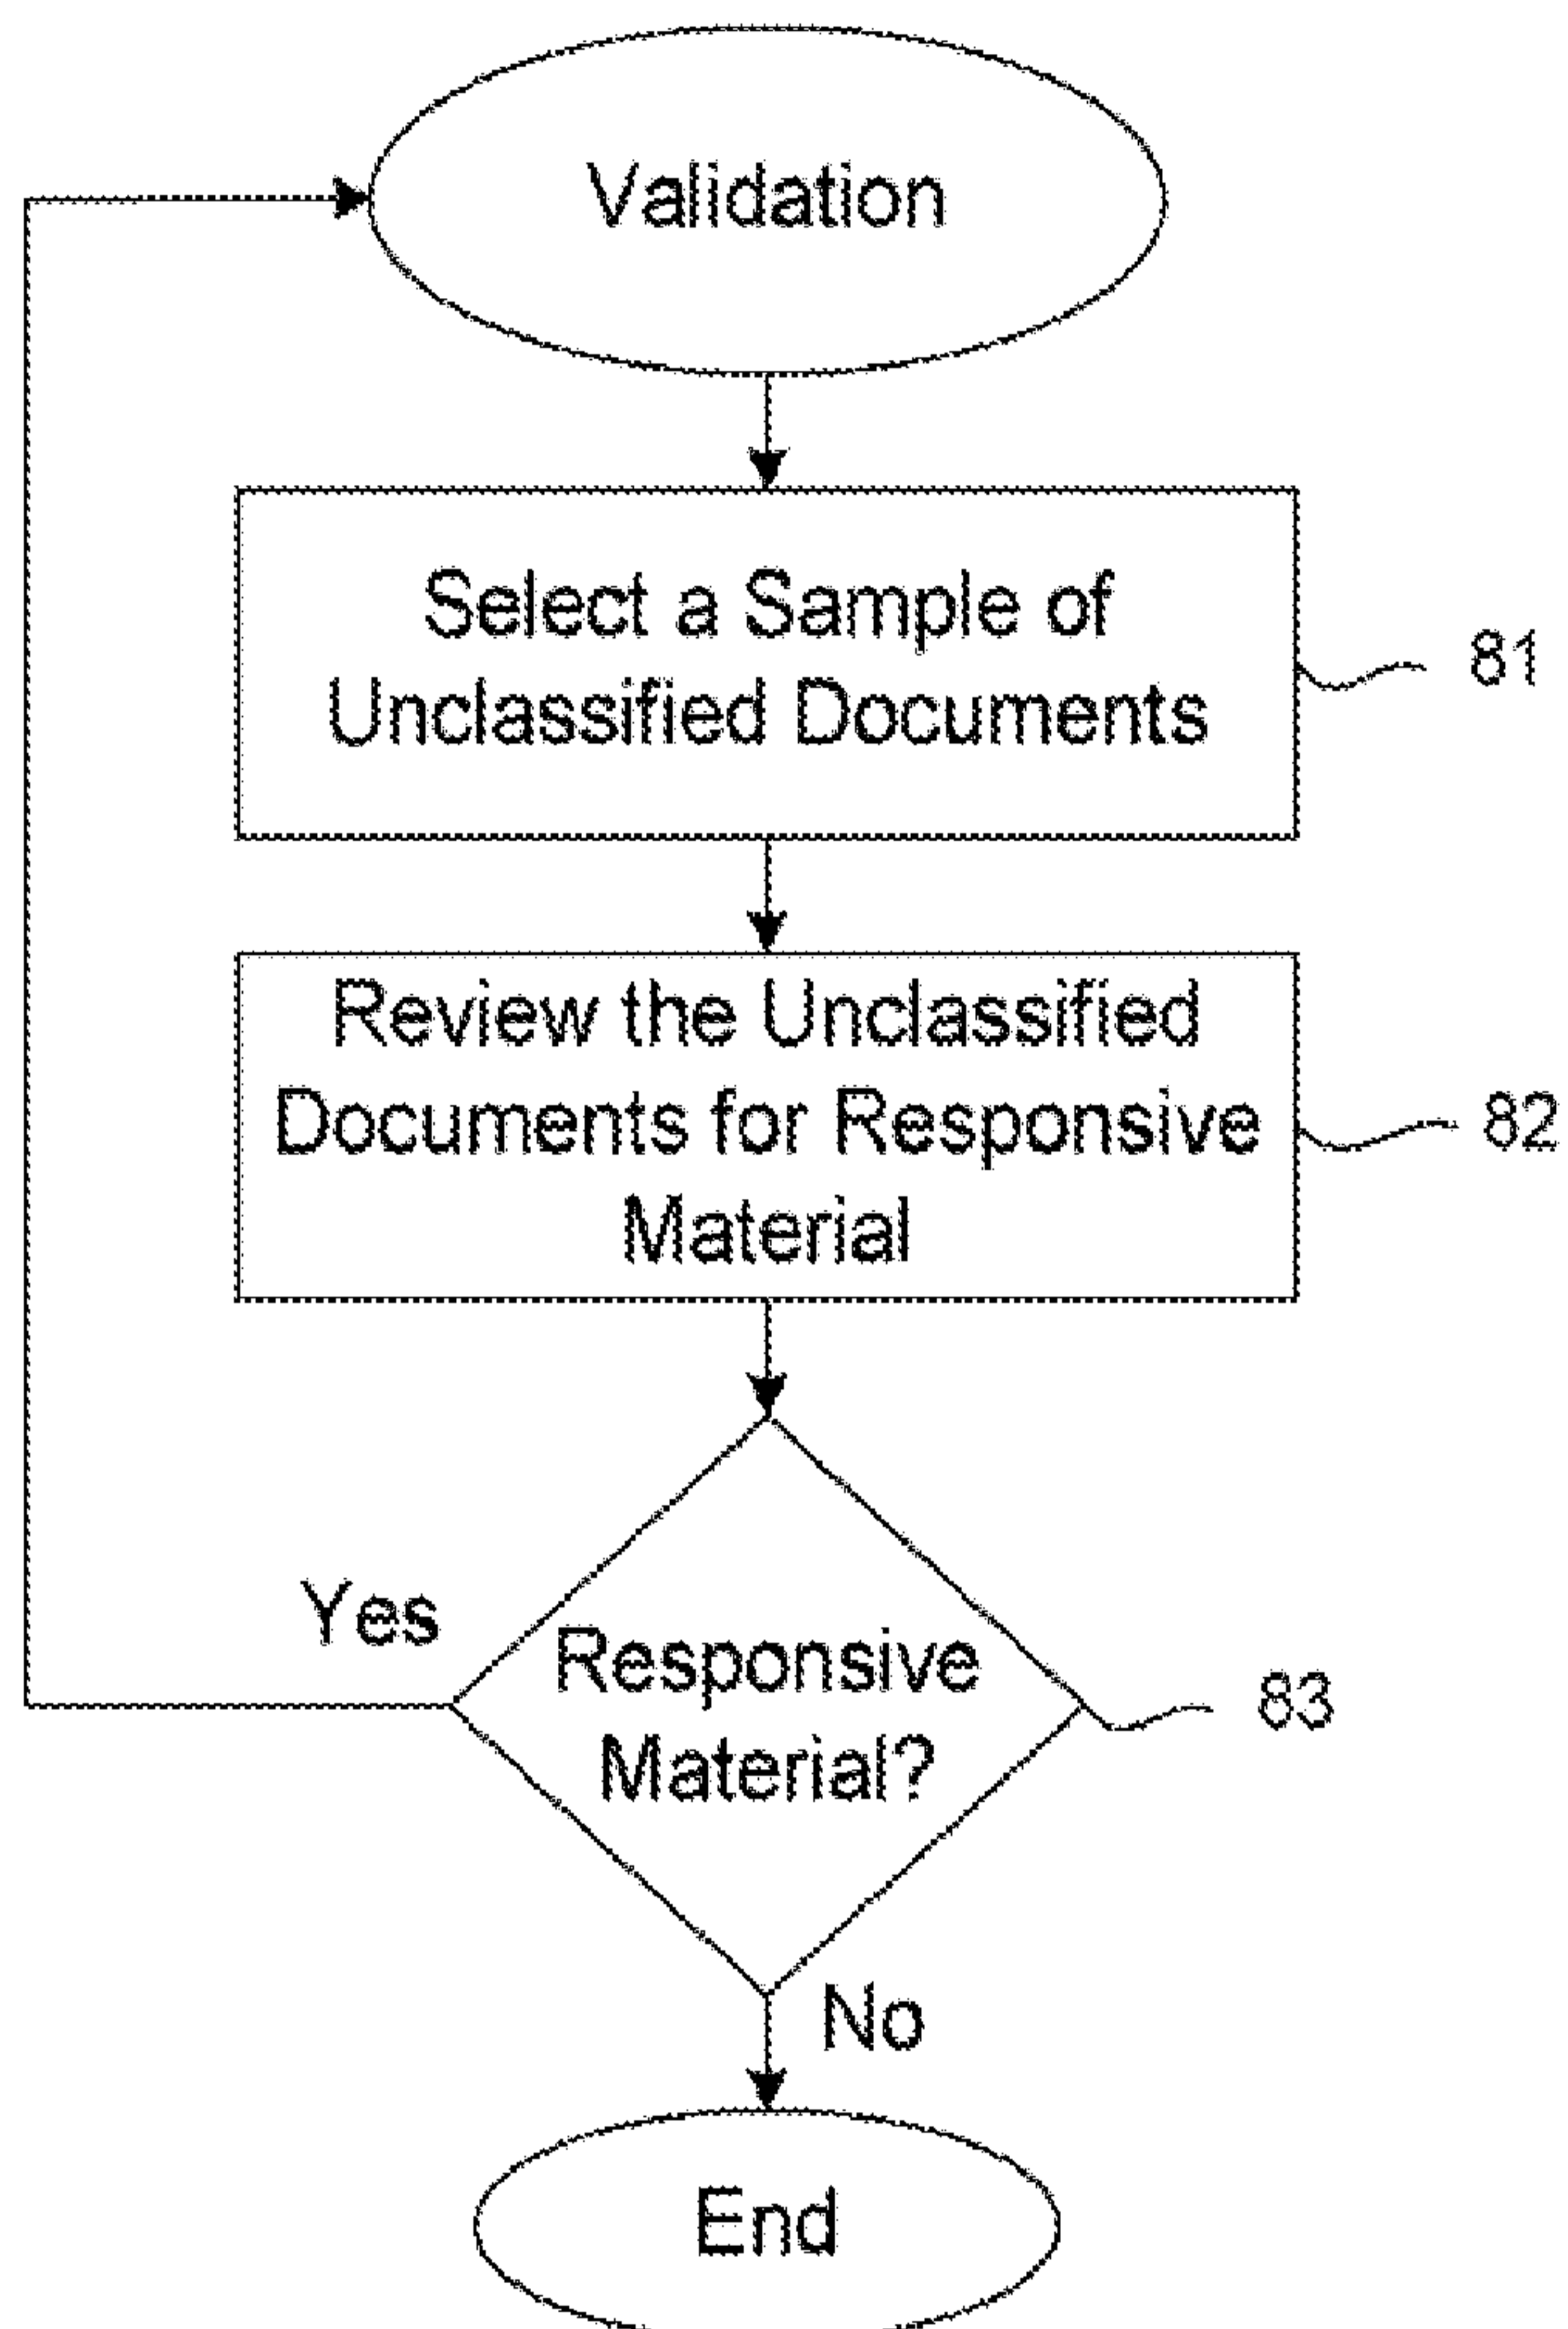 Validation
Select a Sample of
Unclassified Documents
81
Review the Unclassified
Documents for Responsive
Material
82
Yes
Responsive
Material?
83
No
End